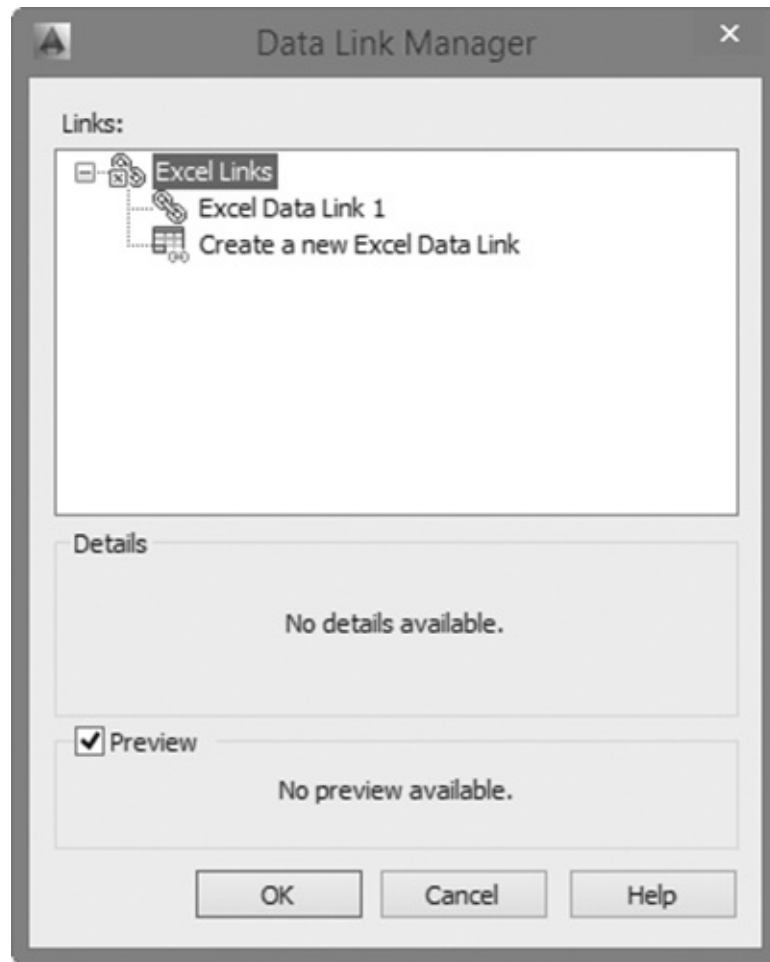 Data Link Manager
Links:
Excel Links
Excel Data Link 1
Create a new Excel Data Link
Details
No details available.
Preview
No preview available.
OK Cancel Help